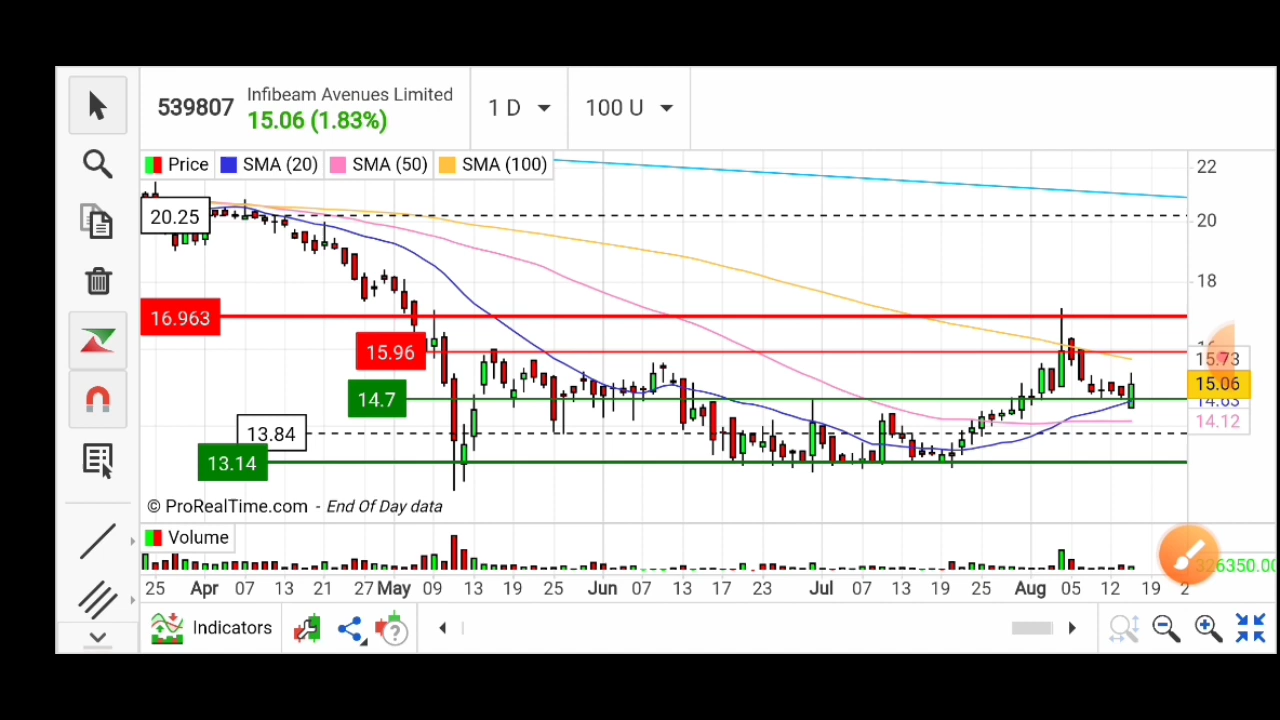 539807
Infibeam Avenues Limited
15.06 (1.83%)
1 D
100 U
Price SMA (20) SMA (50) SMA (100)
22
20.25
20
18
16.963
15.96
15.73
15.06
14.7
14.63
14.12
13.84
13.14
© ProRealTime.com - End Of Day data
Volume
326350.00
25 Apr 07 13 21 27 May 09 13 19 25 Jun 07 13 17 23 Jul 07 13 19 25 Aug 05 12 19 2
Indicators